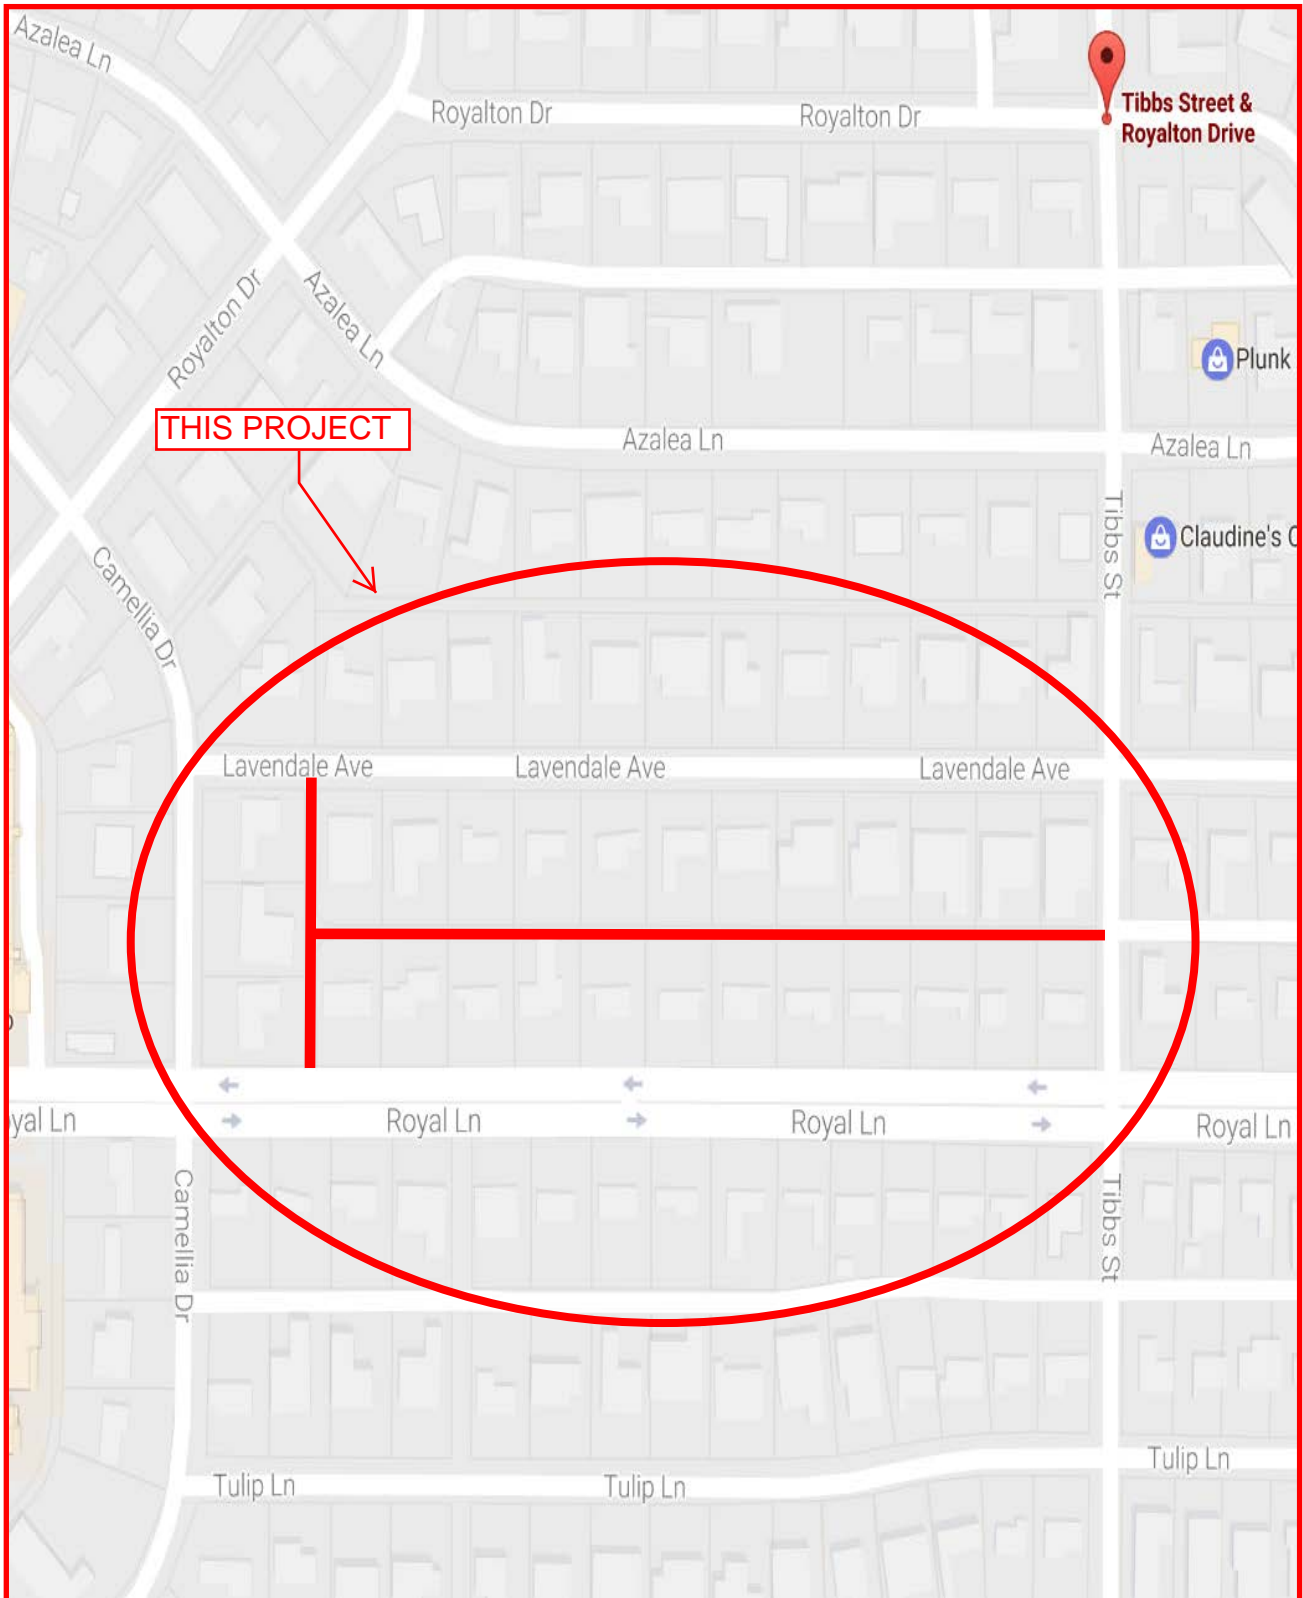 Azalea Ln
Royalton Dr
Royalton Dr
Tibbs Street &
Royalton Drive
Royalton Dr
Azalea Ln
Plunk
THIS PROJECT
Azalea Ln
Azalea Ln
Tibbs St
Claudine's C
Camellia Dr
Lavendale Ave
Lavendale Ave
Lavendale Ave
yal Ln
Royal Ln
Royal Ln
Royal Ln
Camellia Dr
Tibbs St
Tulip Ln
Tulip Ln
Tulip Ln